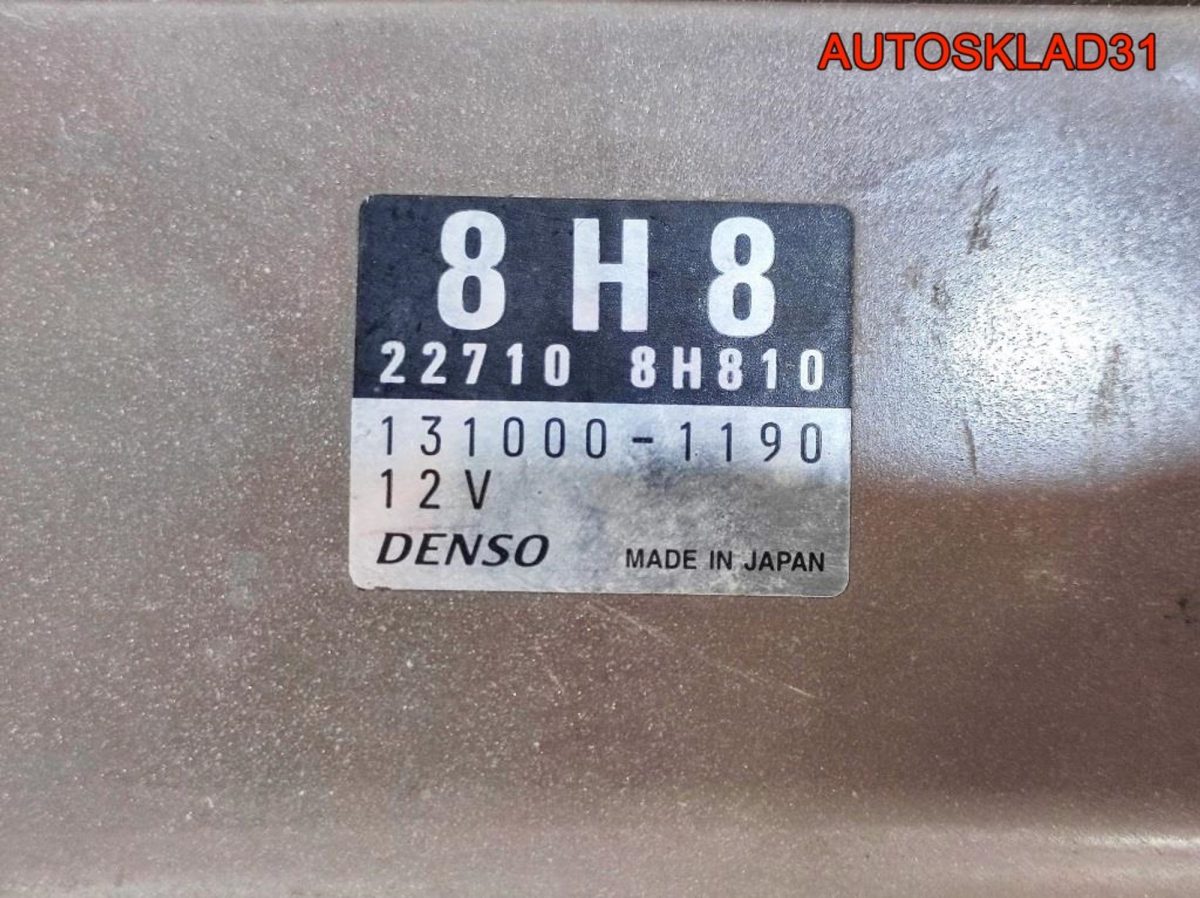 AUTOSKLAD31
8H8
22710 8H810
131000-1190
12V
DENSO MADE IN JAPAN